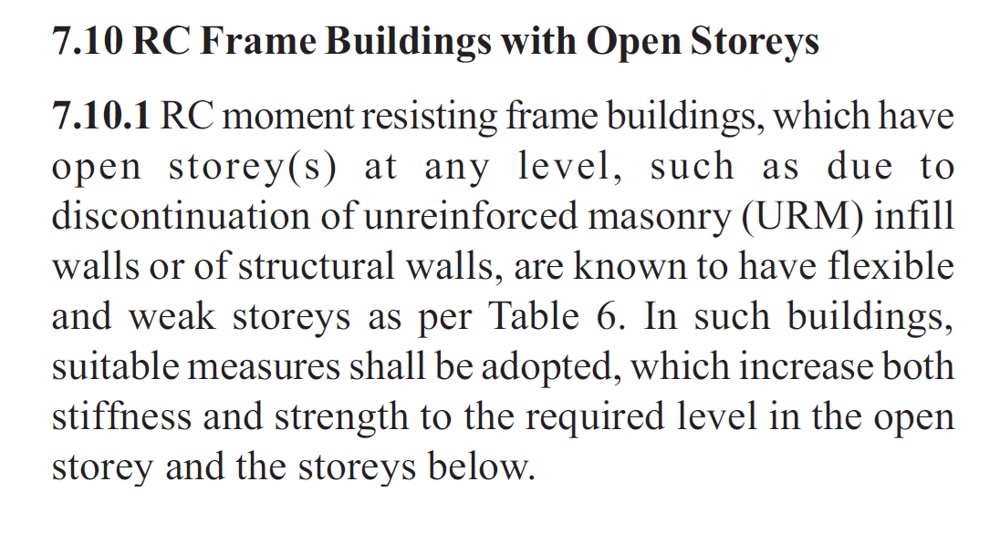 7.10 RC Frame Buildings with Open Storeys
7.10.1 RC moment resisting frame buildings, which have
open storey(s) at any level, such as due to
discontinuation of unreinforced masonry (URM) infill
walls or of structural walls, are known to have flexible
and weak storeys as per Table 6. In such buildings,
suitable measures shall be adopted, which increase both
stiffness and strength to the required level in the open
storey and the storeys below.